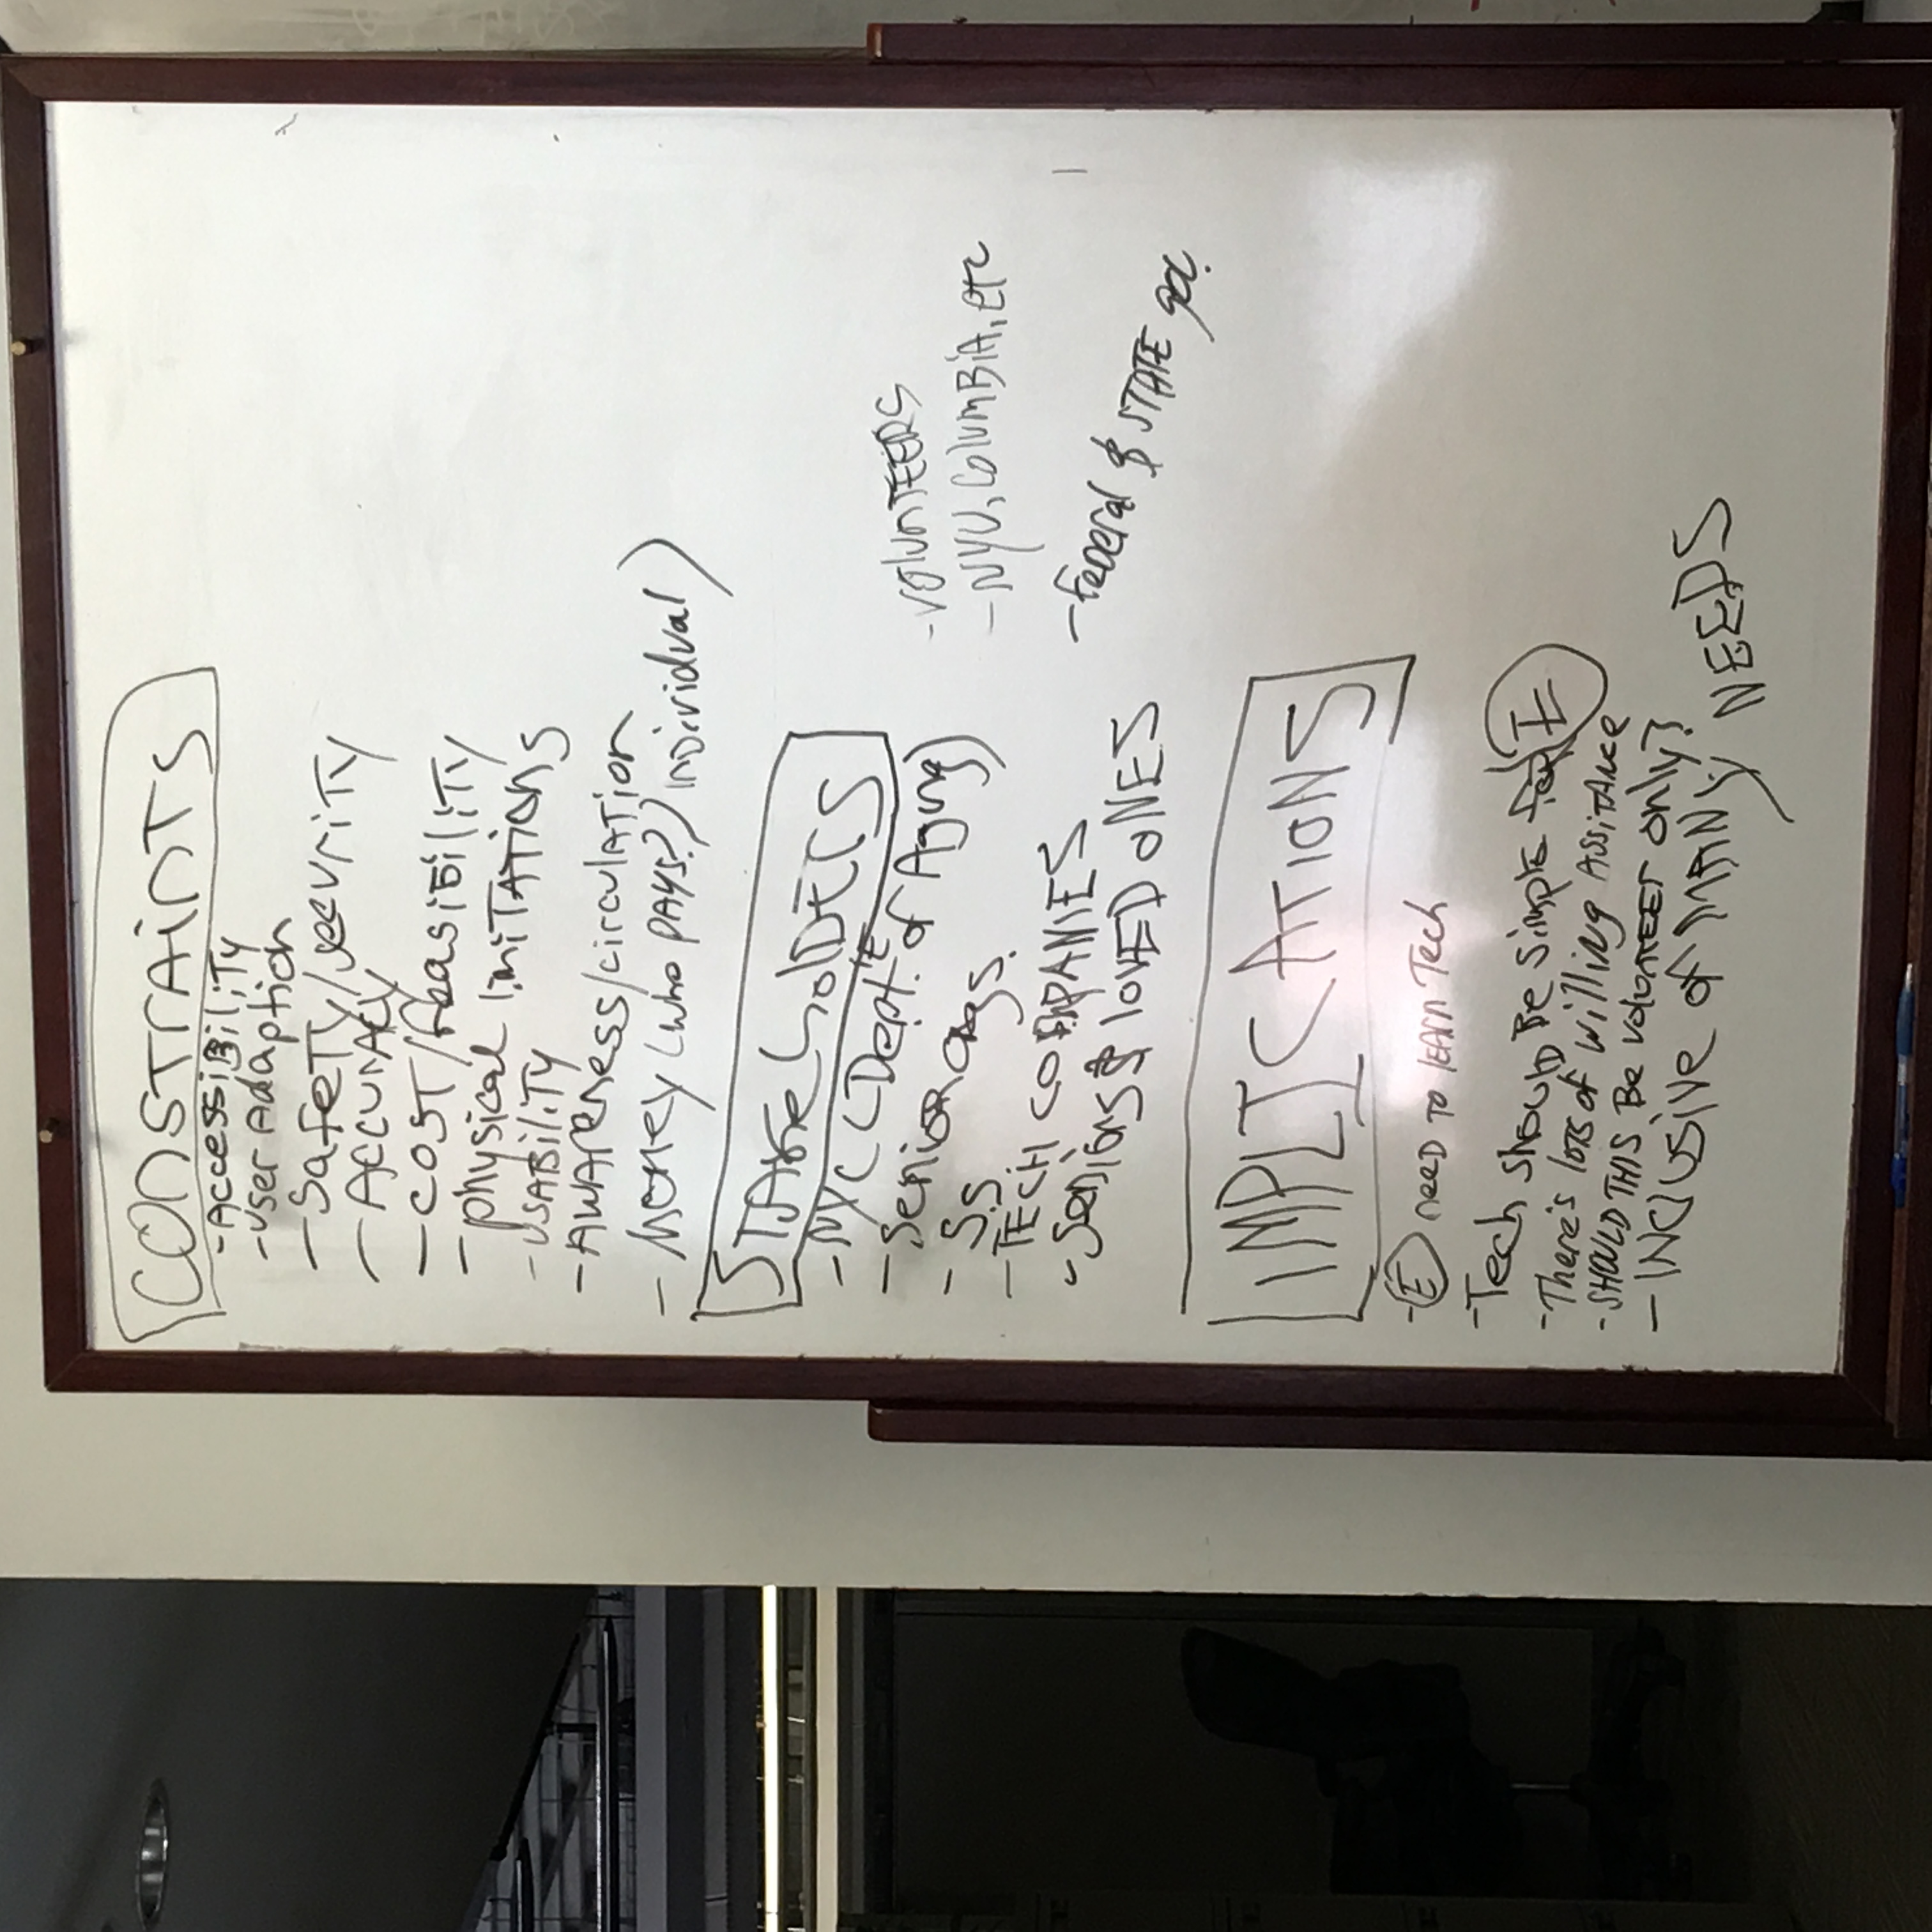 CONSTRAINTS
- ACCESSiBiliTy
- USER Adaption
- SafeTy/SecuriTy
- AccurACy
- COST/feasiBiliTy
- physical limiTATions
- USABiliTy
- AWAreness/circulATion
- Money (who PAYS?) individual)
STAKeholDERS
- NYC (Dept. of Aging)
- Senior orgs.
- S.S.
- TECH COMPANIES
- Seniors & lOVED ONES
- VolunTEERS
- NYU, ColumBiA, etc
- FeDeral & STATE
IMPLICATIONS
- E neeD TO lEARn Tech
- Tech shoulD Be simple for E
- There's lots of willing ASSiTANce
- SHOULD THIS Be volunTEER only?
- INClUSive of MANy NEEDS